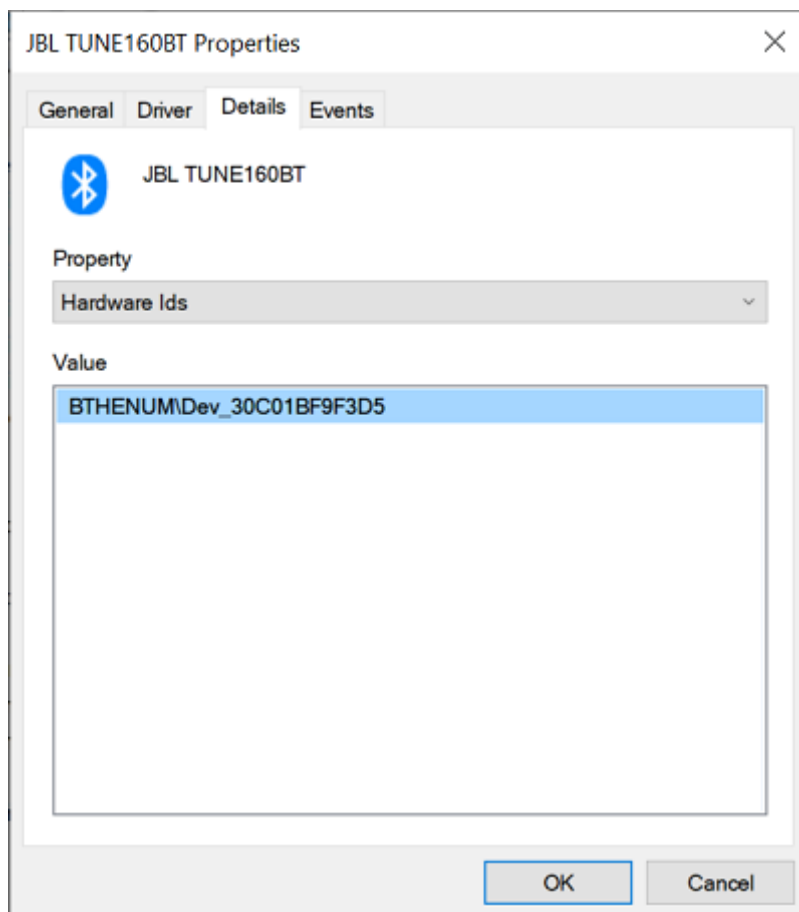 JBL TUNE160BT Properties
General Driver Details Events
JBL TUNE160BT
Property
Hardware Ids
Value
BTHENUM\Dev_30C01BF9F3D5
OK Cancel